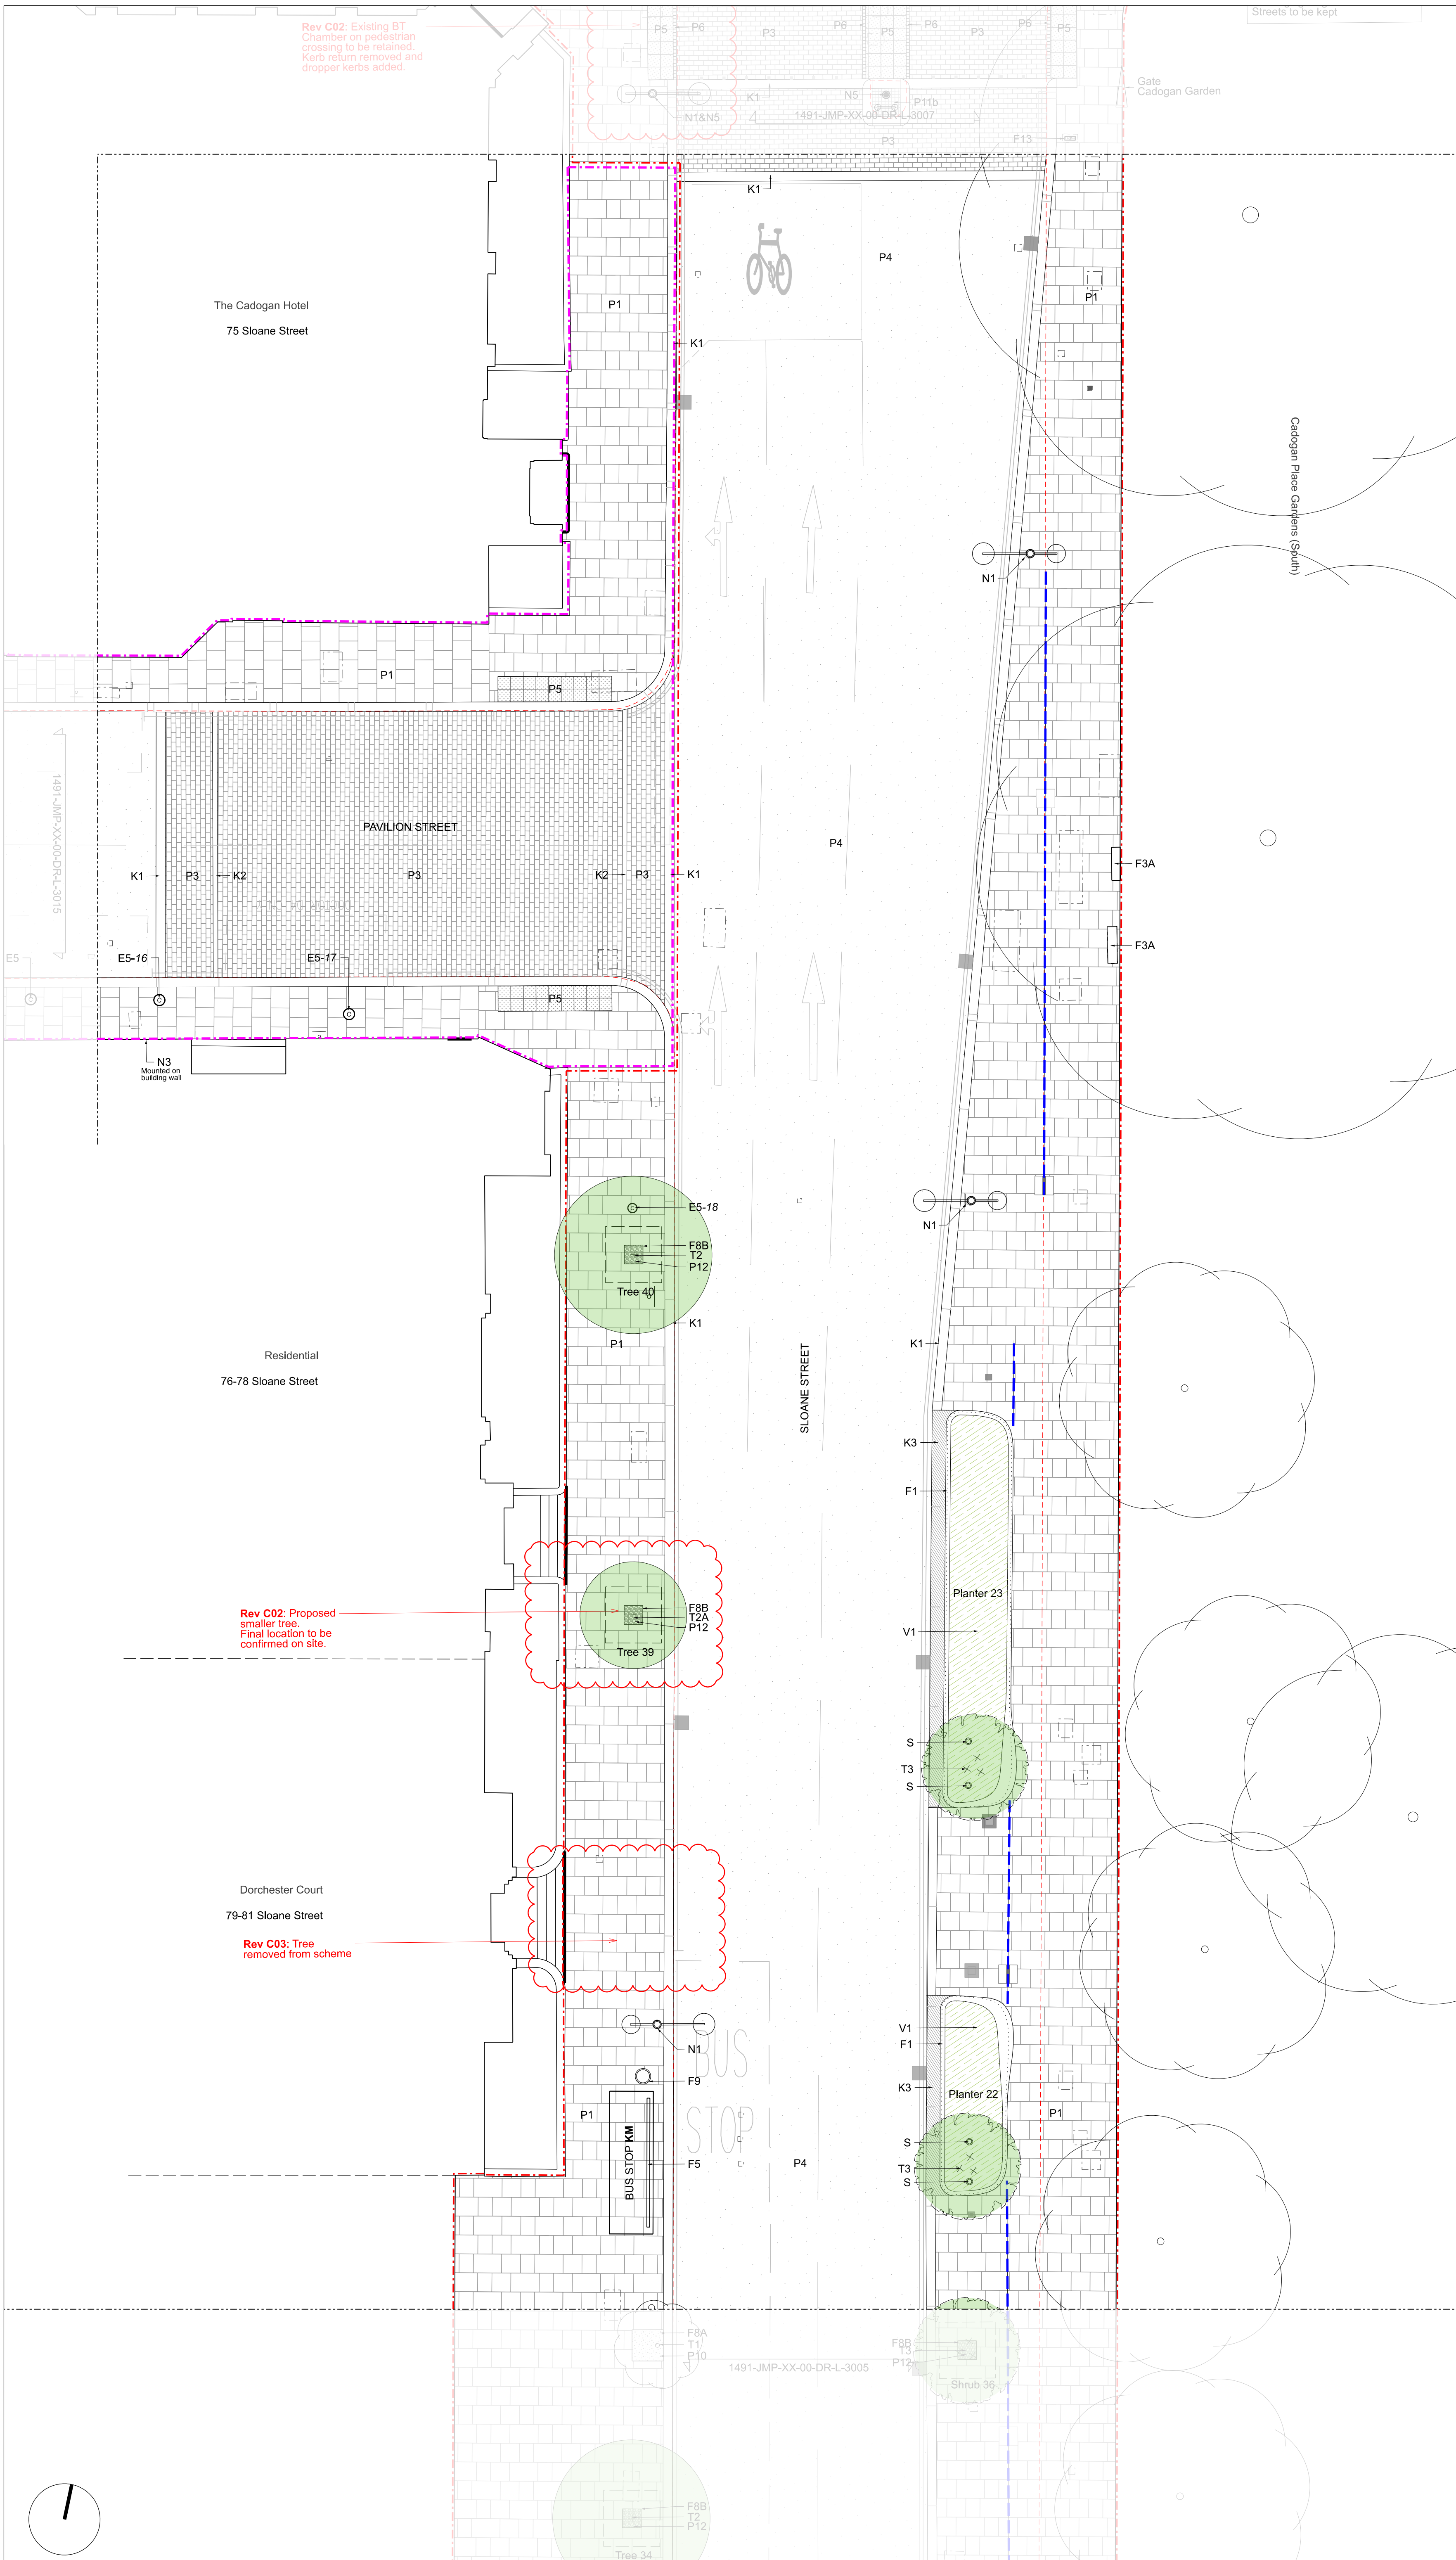 Rev C02: Existing BT
Chamber on pedestrian
crossing to be retained.
Kerb return removed and
dropper kerbs added.
P5
P6
P3
P6
P5
P6
P3
P6
P5
Streets to be kept
Gate
Cadogan Garden
K1
N5
P11b
N1&N5
1491-JMP-XX-00-DR-L-3007
F13
P3
K1
P4
The Cadogan Hotel
75 Sloane Street
P1
P1
K1
Cadogan Place Gardens (South)
N1
P1
P5
1491-JMP-XX-00-DR-L-3015
PAVILION STREET
P4
K1
P3
K2
P3
K2
P3
K1
F3A
F3A
E5
E5-16
E5-17
C
C
C
P5
N3
Mounted on
building wall
E5-18
C
N1
F8B
T2
P12
Tree 40
K1
P1
K1
SLOANE STREET
Residential
76-78 Sloane Street
K3
F1
Planter 23
V1
Rev C02: Proposed
smaller tree.
Final location to be
confirmed on site.
F8B
T2A
P12
Tree 39
S
T3
S
Dorchester Court
79-81 Sloane Street
Rev C03: Tree
removed from scheme
N1
BUS
STOP
F9
P1
BUS STOP KM
F5
P4
V1
F1
K3
Planter 22
P1
S
T3
S
F8A
T1
P10
1491-JMP-XX-00-DR-L-3005
F8B
T3
P12
Shrub 36
F8B
T2
P12
Tree 34